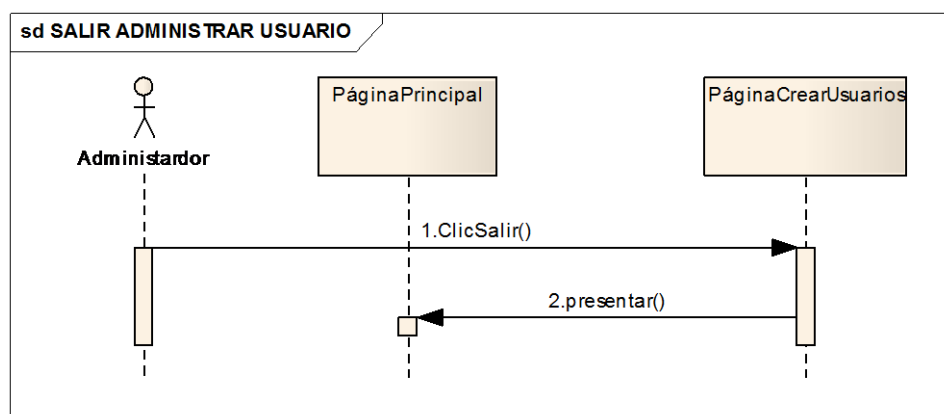 sd SALIR ADMINISTRAR USUARIO
PáginaPrincipal
PáginaCrearUsuarios
Administardor
1.ClicSalir()
2.presentar()